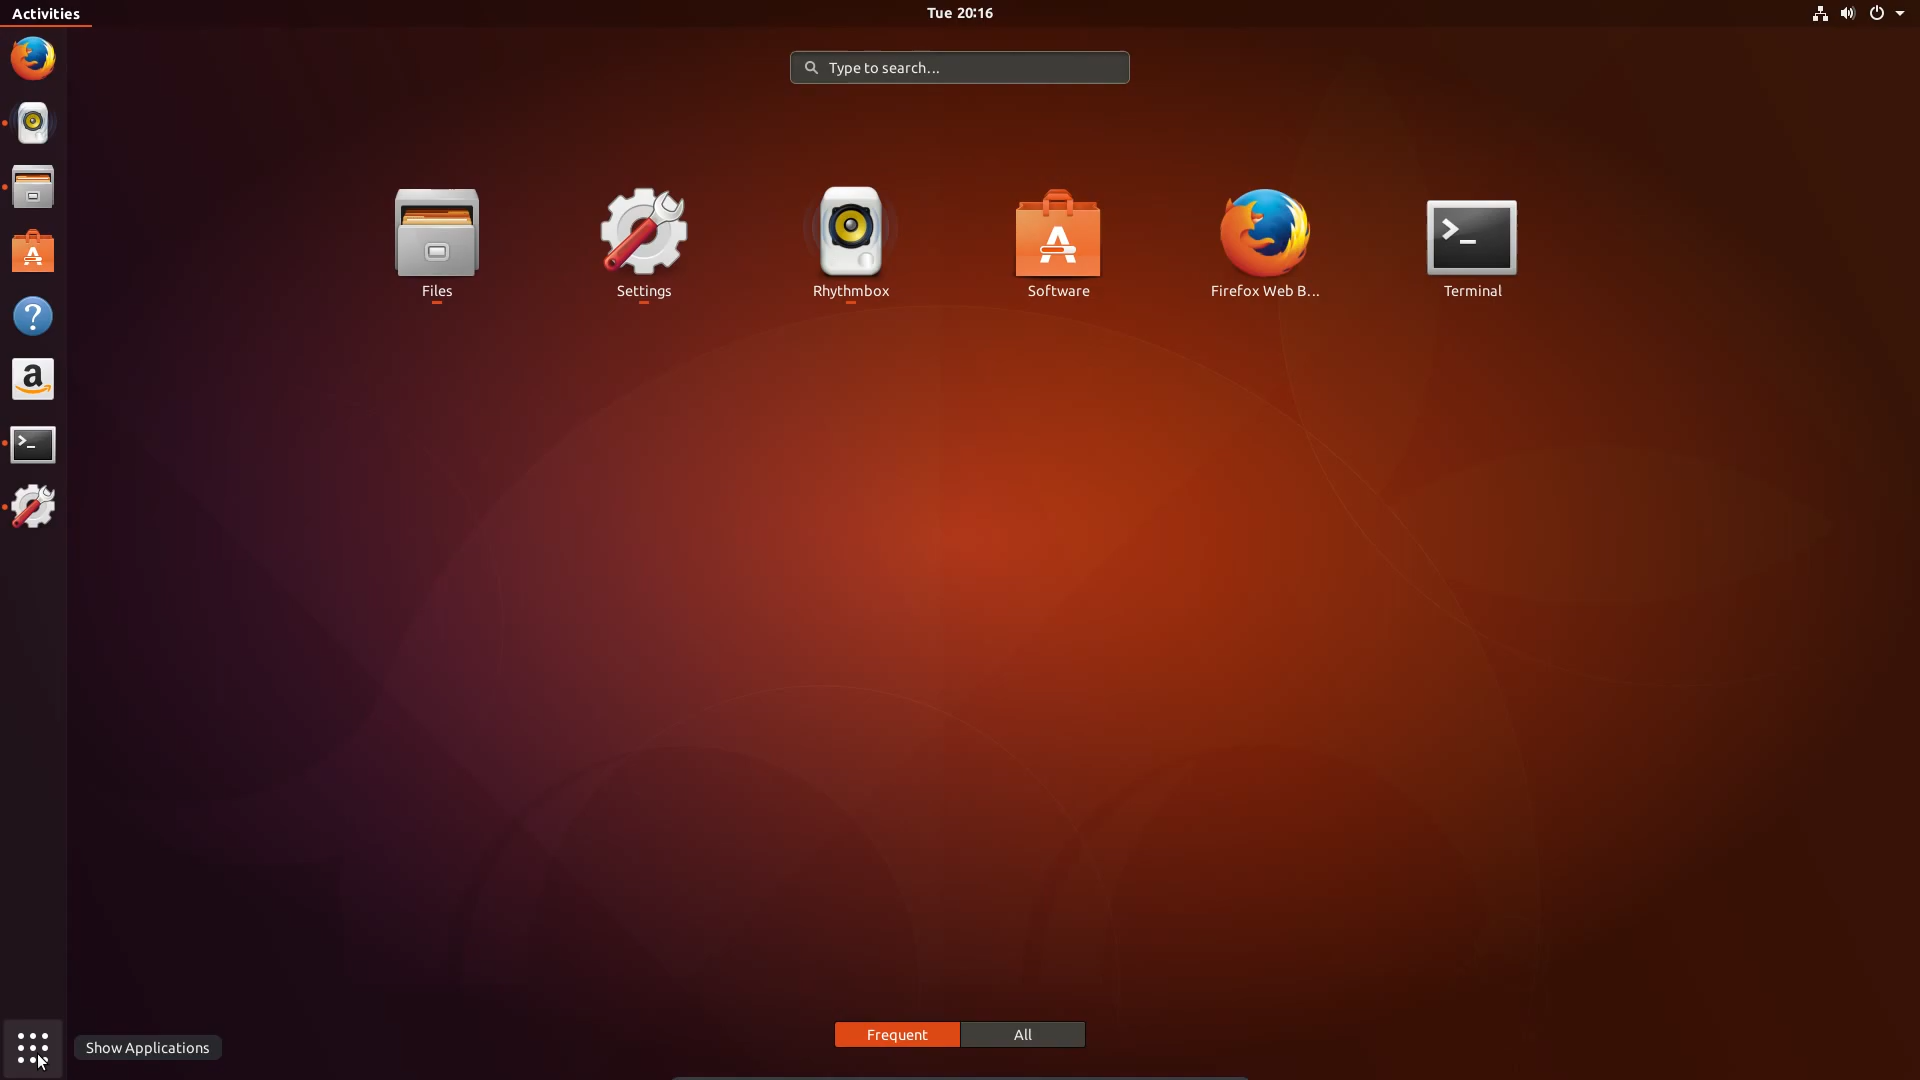 Activities
Tue 20:16
Type to search...
Files
Settings
Rhythmbox
Software
Firefox Web B...
Terminal
Frequent
All
Show Applications